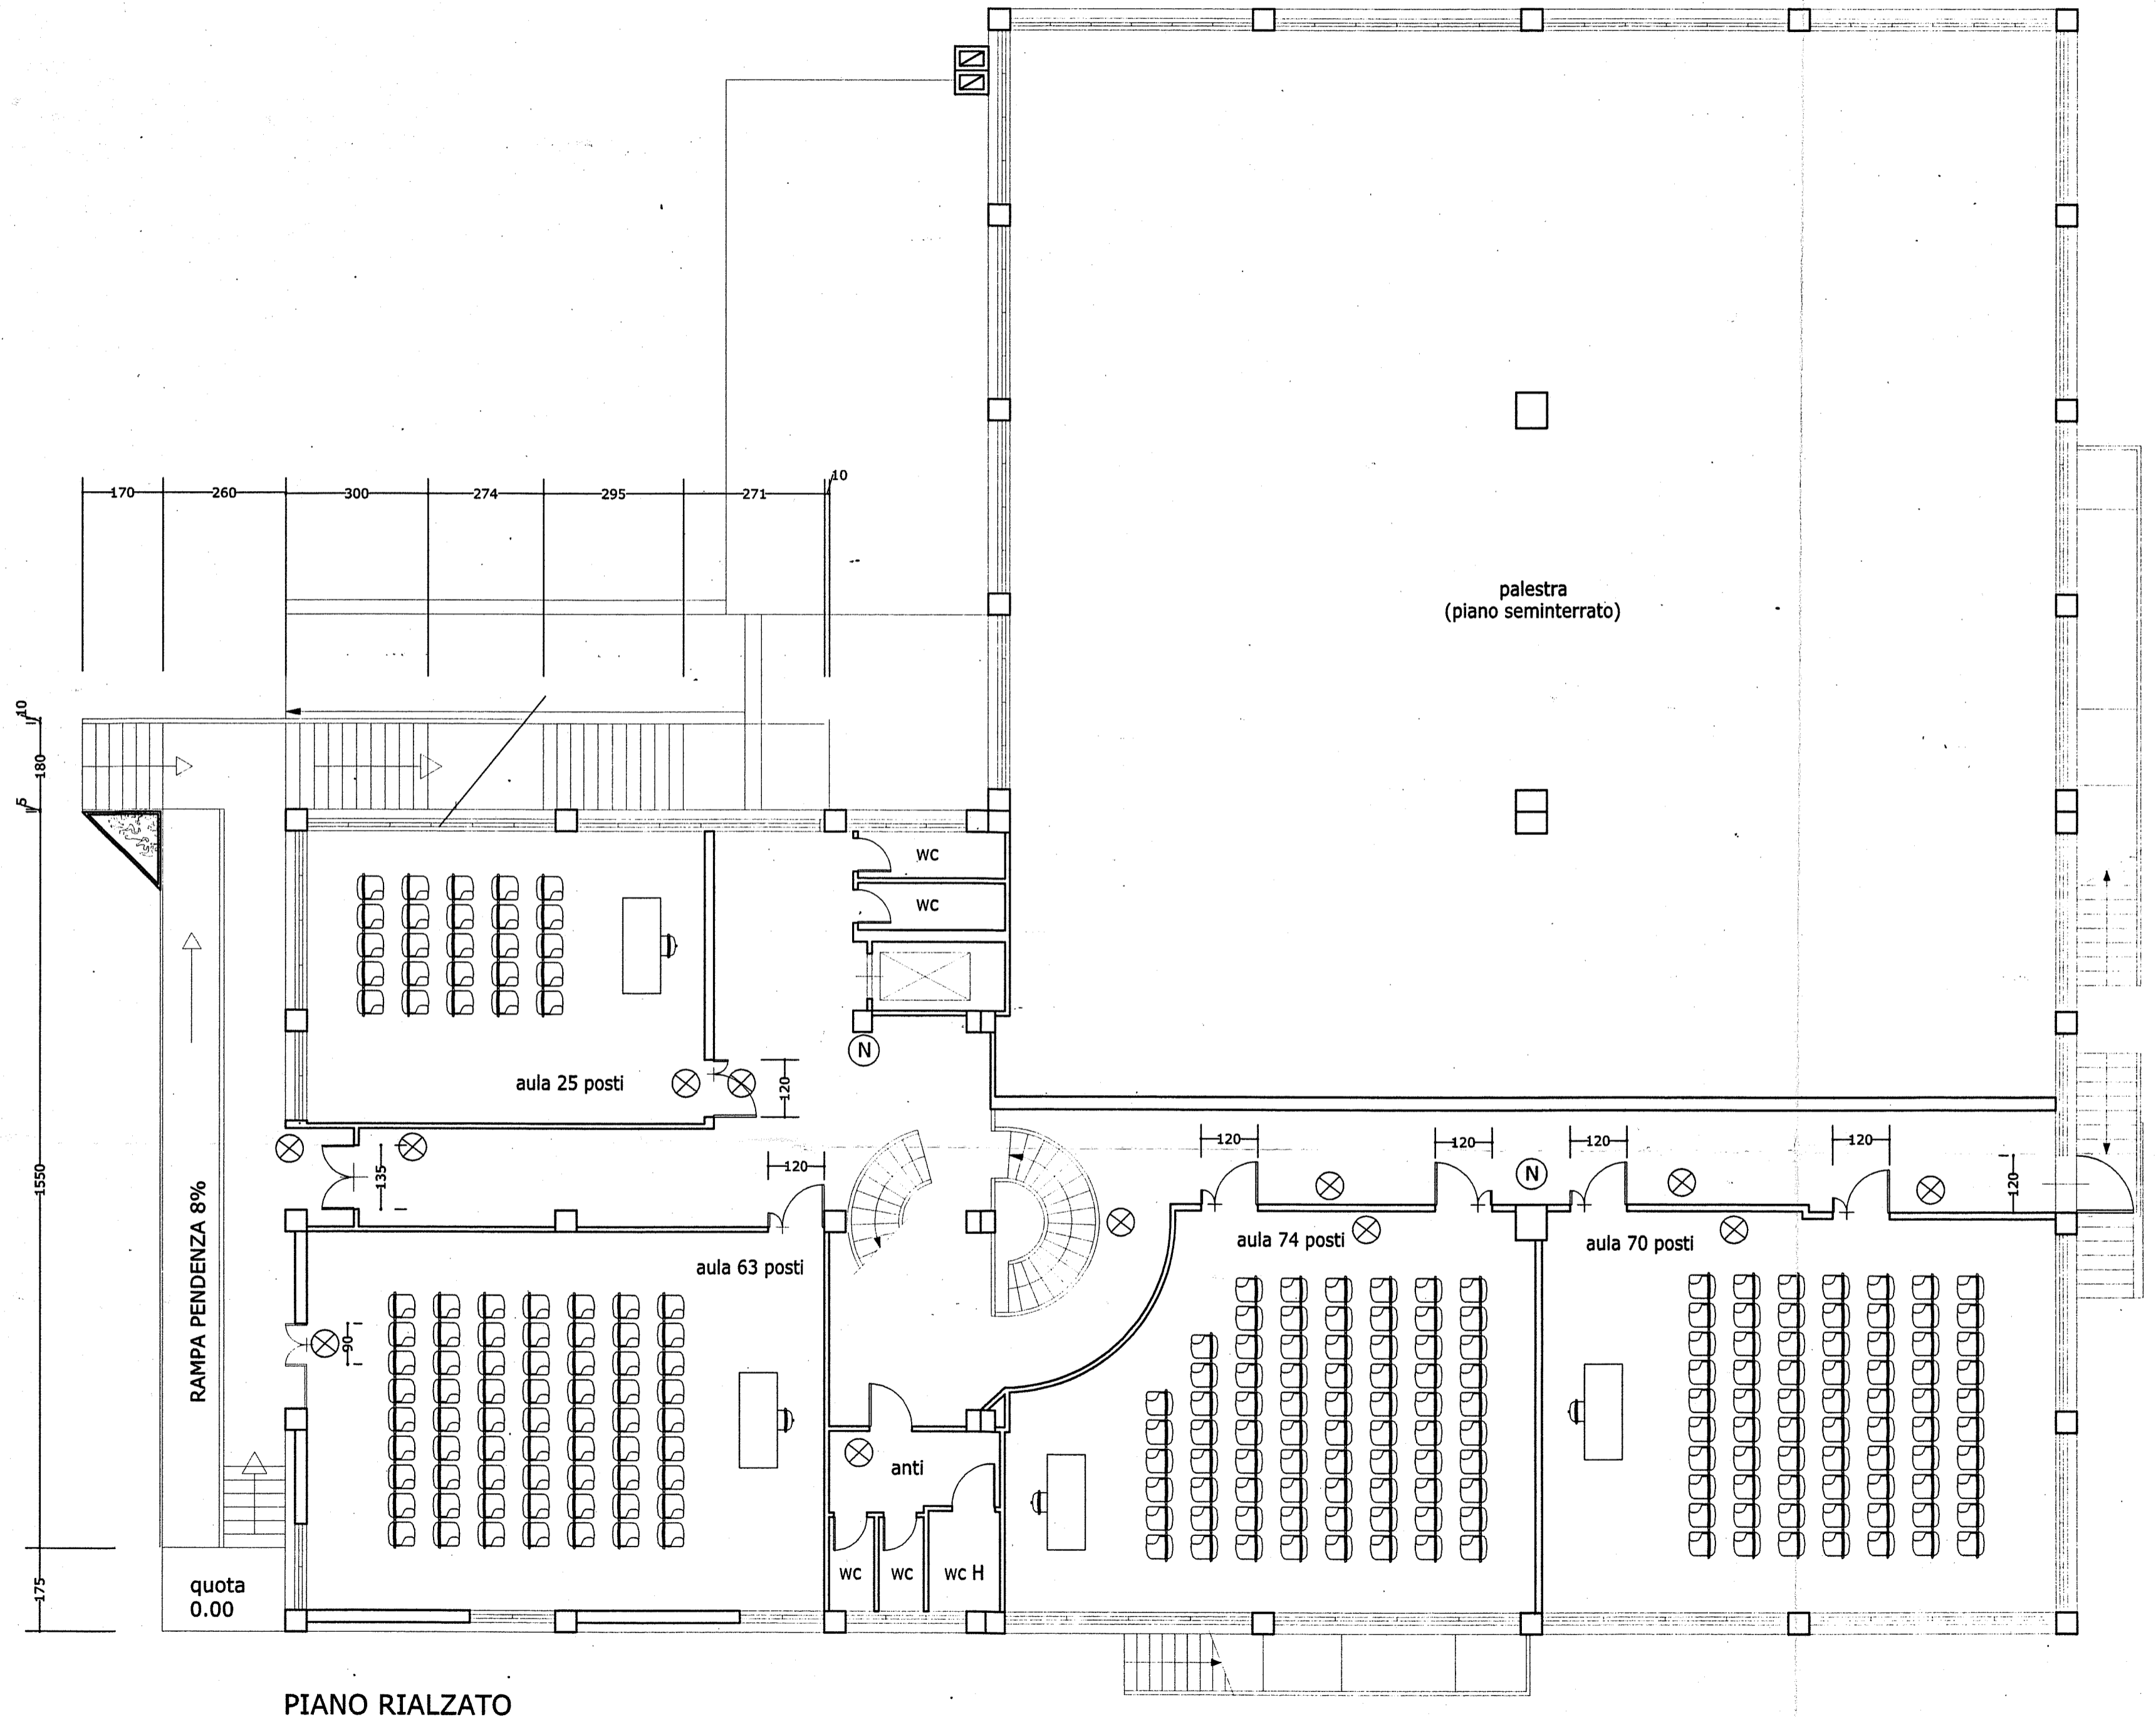 10
170
260
300
274
295
271
palestra
(piano seminterrato)
10
180
5
wc
wc
N
aula 25 posti
120
1550
135
120
120
120
N
120
120
120
RAMPA PENDENZA 8%
aula 63 posti
aula 74 posti
aula 70 posti
90
anti
wc
wc
wc H
175
quota
0.00
PIANO RIALZATO